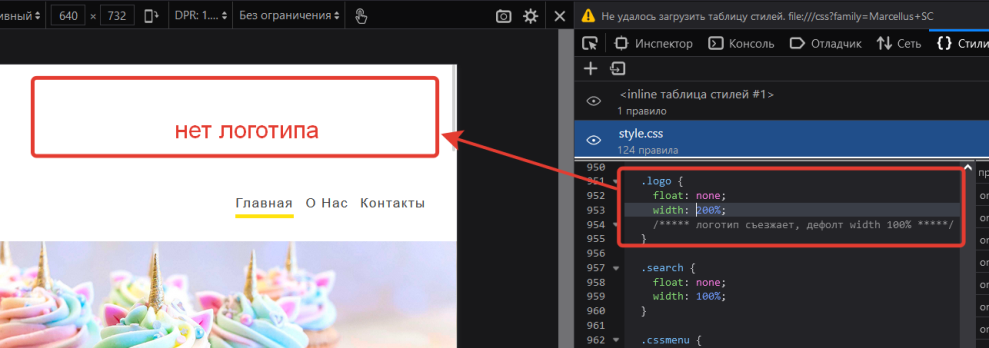 ивный 640 × 732 DPR: 1.... Без ограничения
Не удалось загрузить таблицу стилей. file:///css?family=Marcellus+SC
Инспектор Консоль Отладчик Сеть {} Стили
<inline таблица стилей #1>
1 правило
style.css
124 правила
нет логотипа
Главная О Нас Контакты
950
951 .logo {
952 float: none;
953 width: 200%;
954 /***** логотип съезжает, дефолт width 100% *****/
955 }
956
957 .search {
958 float: none;
959 width: 100%;
960 }
961
962 .cssmenu {